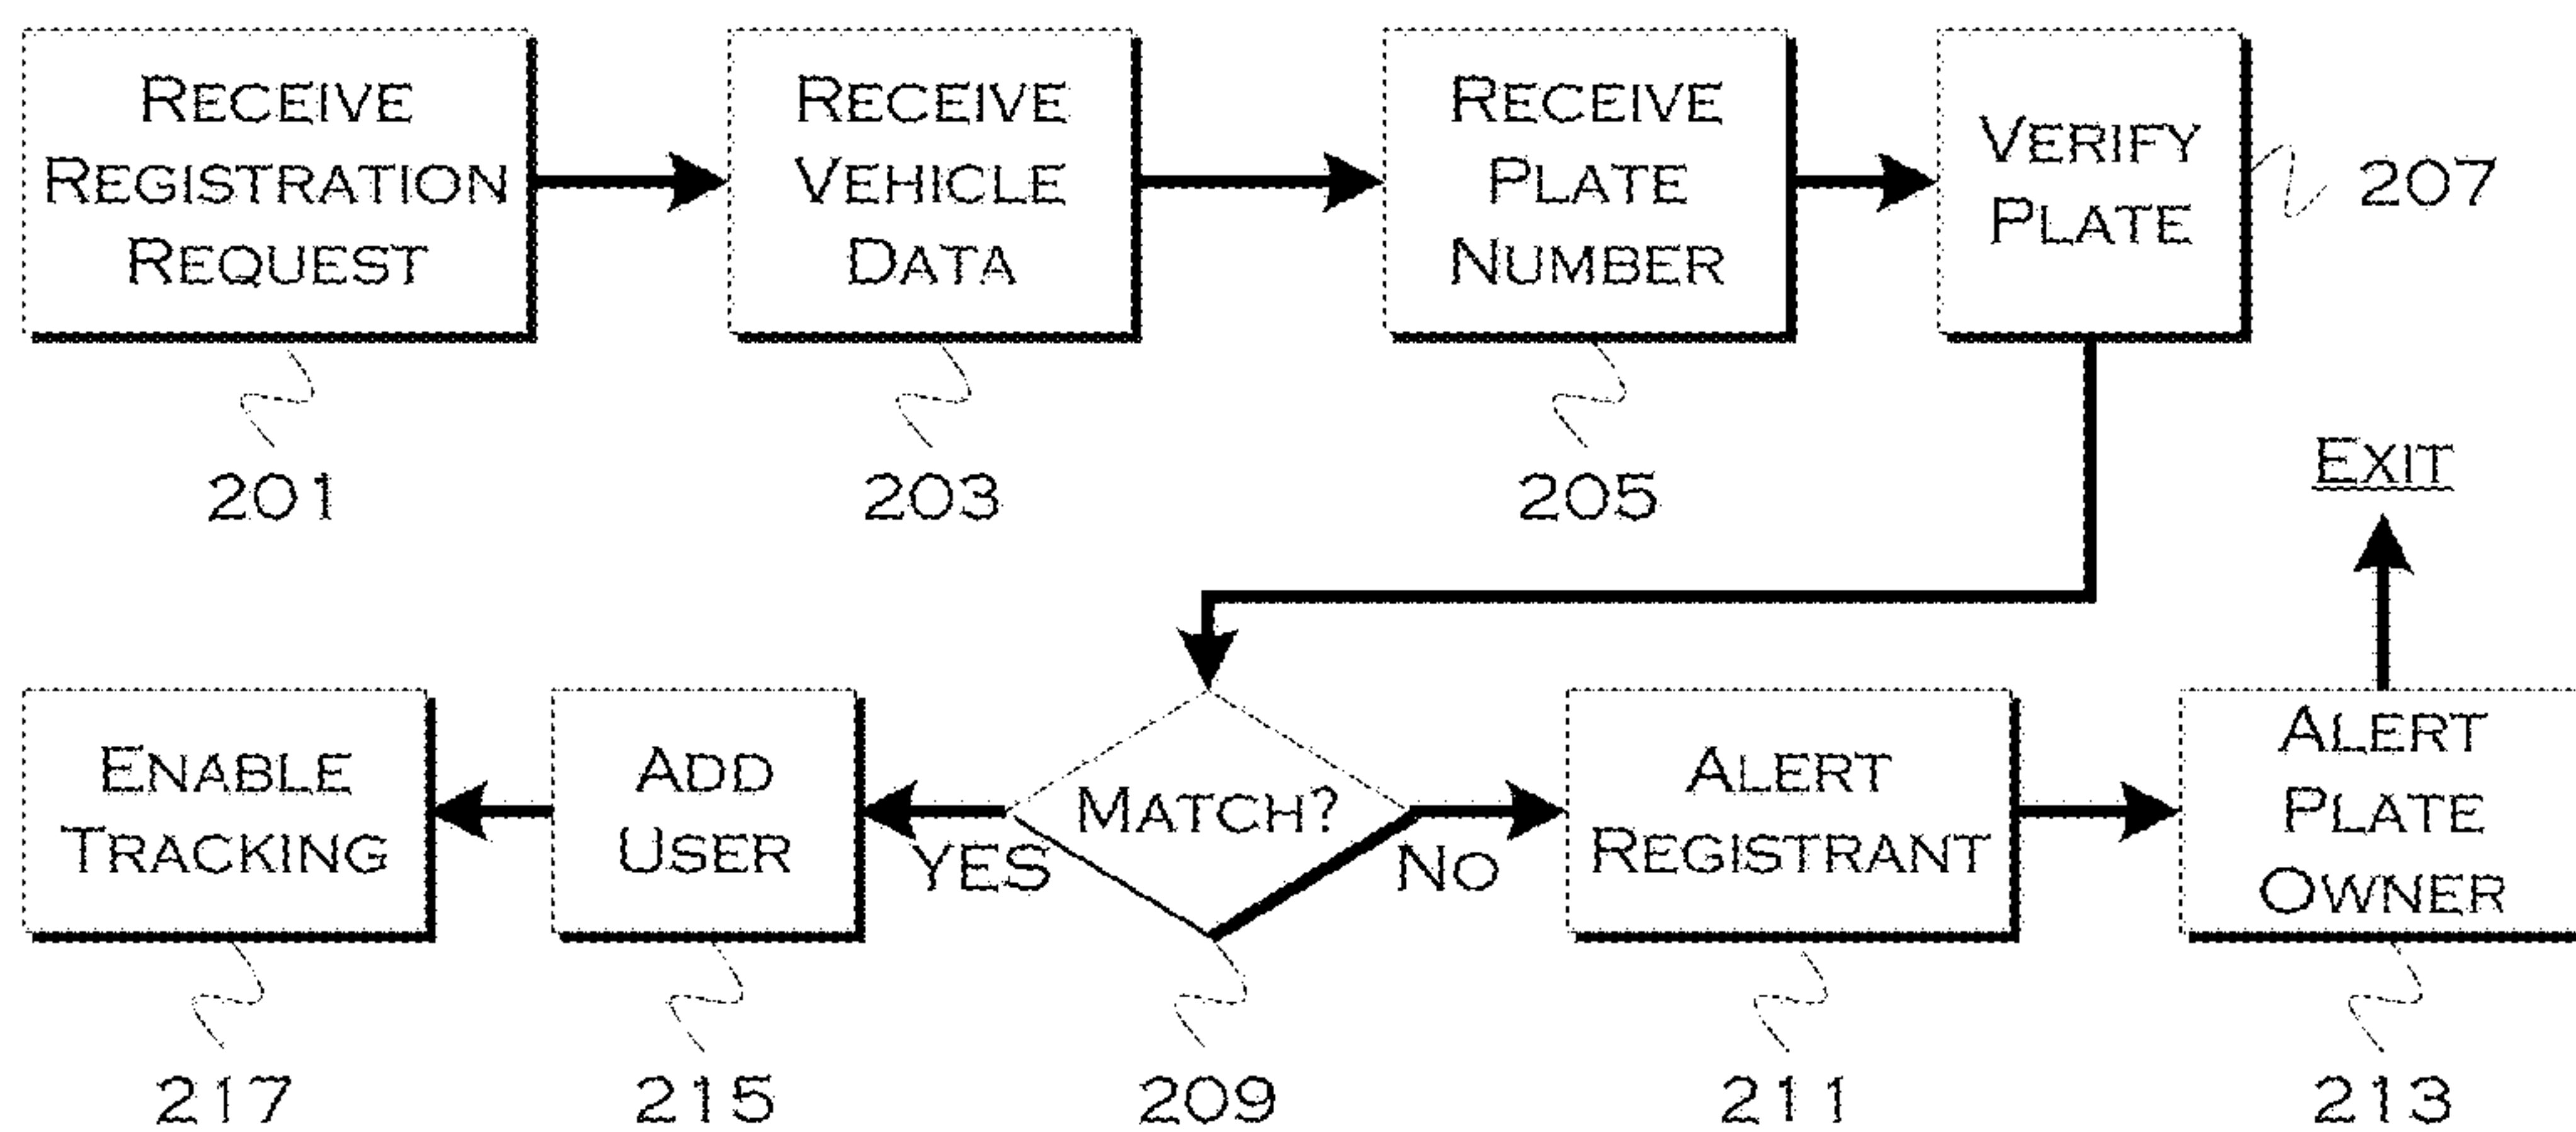 RECEIVE
REGISTRATION
REQUEST
RECEIVE
VEHICLE
DATA
RECEIVE
PLATE
NUMBER
VERIFY
PLATE
207
201
203
205
EXIT
ENABLE
TRACKING
ADD
USER
YES
MATCH?
NO
ALERT
REGISTRANT
ALERT
PLATE
OWNER
217
215
209
211
213